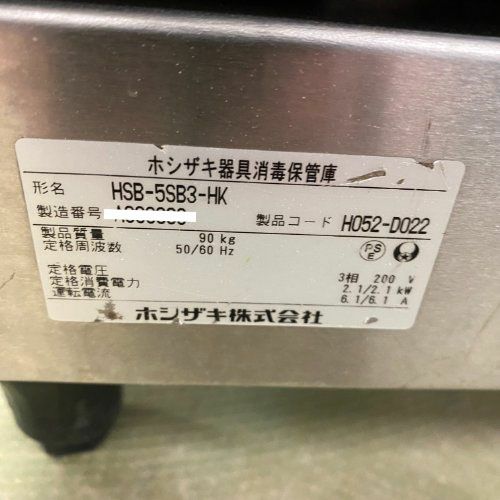 ホシザキ器具消毒保管庫
形名 HSB-5SB3-HK
製造番号 製品コード H052-D022
製品質量 90 kg
定格周波数 50/60 Hz
PSE
定格電圧 3相 200 V
定格消費電力 2.1/2.1 kW
運転電流 6.1/6.1 A
ホシザキ株式会社